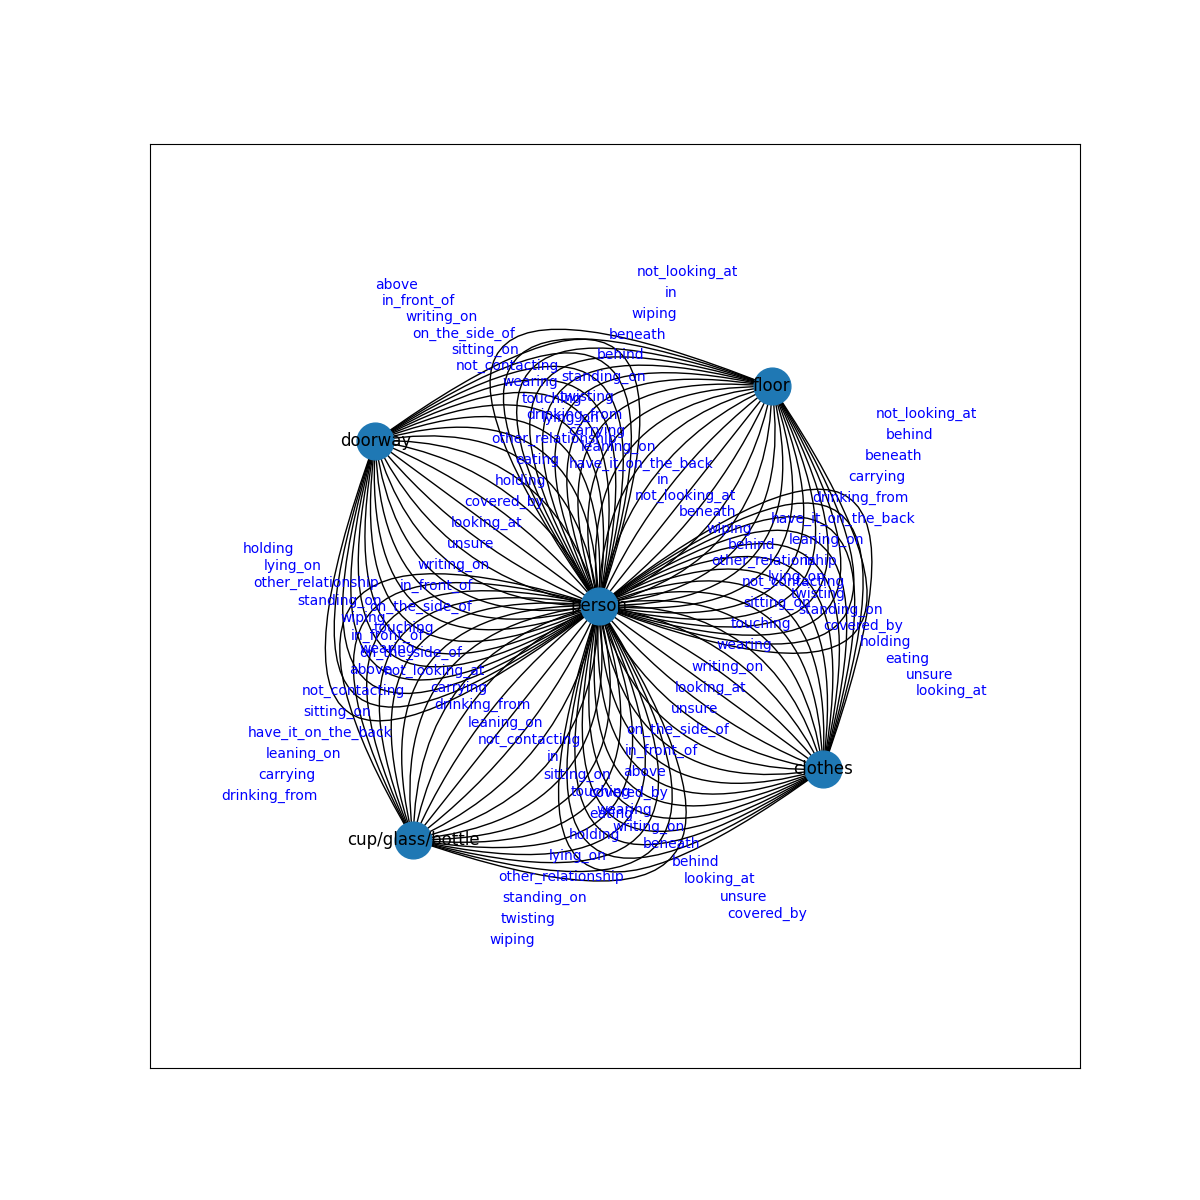 not_looking_at
above
in
in_front_of
wiping
writing_on
on_the_side_of
beneath
sitting_on
behind
not_contacting
standing_on
wearing
floor
touching
twisting
drinking_from
not_looking_at
lying_on
carrying
behind
doorway
other_relationship
leaning_on
beneath
eating
have_it_on_the_back
carrying
holding
in
not_looking_at
drinking_from
covered_by
beneath
have_it_on_the_back
looking_at
wiping
leaning_on
unsure
behind
holding
other_relationship
in
writing_on
lying_on
lying_on
not_contacting
other_relationship
in_front_of
twisting
standing_on
on_the_side_of
person
sitting_on
standing_on
wiping
touching
touching
covered_by
in_front_of
wearing
holding
wearing
on_the_side_of
eating
above
not_looking_at
writing_on
unsure
not_contacting
carrying
looking_at
looking_at
sitting_on
drinking_from
unsure
have_it_on_the_back
leaning_on
on_the_side_of
leaning_on
not_contacting
in_front_of
in
clothes
carrying
sitting_on
above
drinking_from
touching
covered_by
eating
wearing
holding
writing_on
cup/glass/bottle
beneath
lying_on
behind
other_relationship
looking_at
standing_on
unsure
twisting
covered_by
wiping